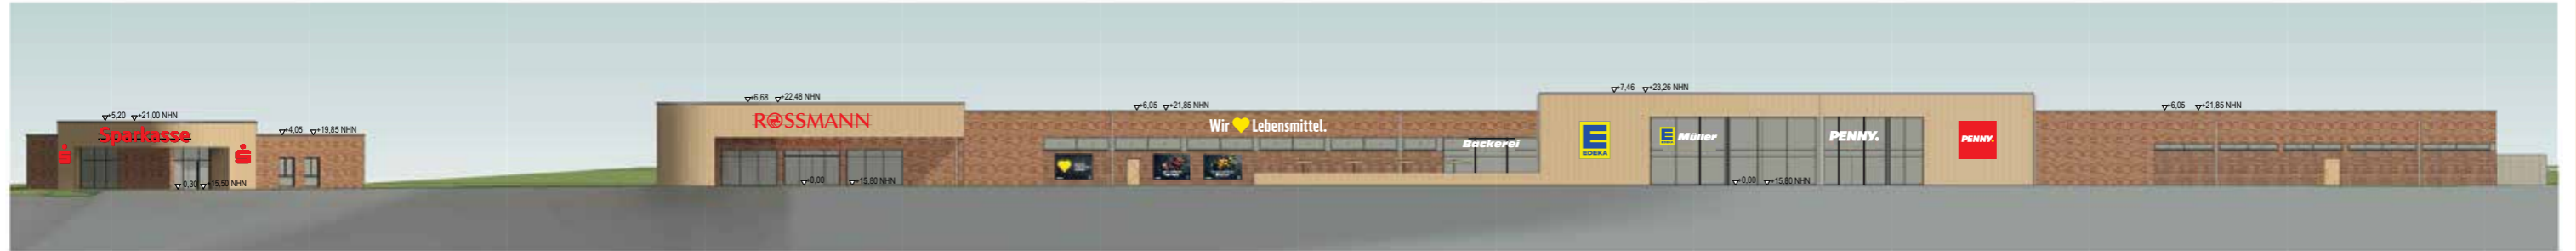 +5,20 +21,00 NHN
Sparkasse
+4,05 +19,85 NHN
-0,30 +15,50 NHN
+6,68 +22,48 NHN
ROSSMANN
+0,00 +15,80 NHN
+6,05 +21,85 NHN
Wir Lebensmittel.
Bäckerei
+7,46 +23,26 NHN
E
EDEKA
E Müller
PENNY.
PENNY.
+0,00 +15,80 NHN
+6,05 +21,85 NHN